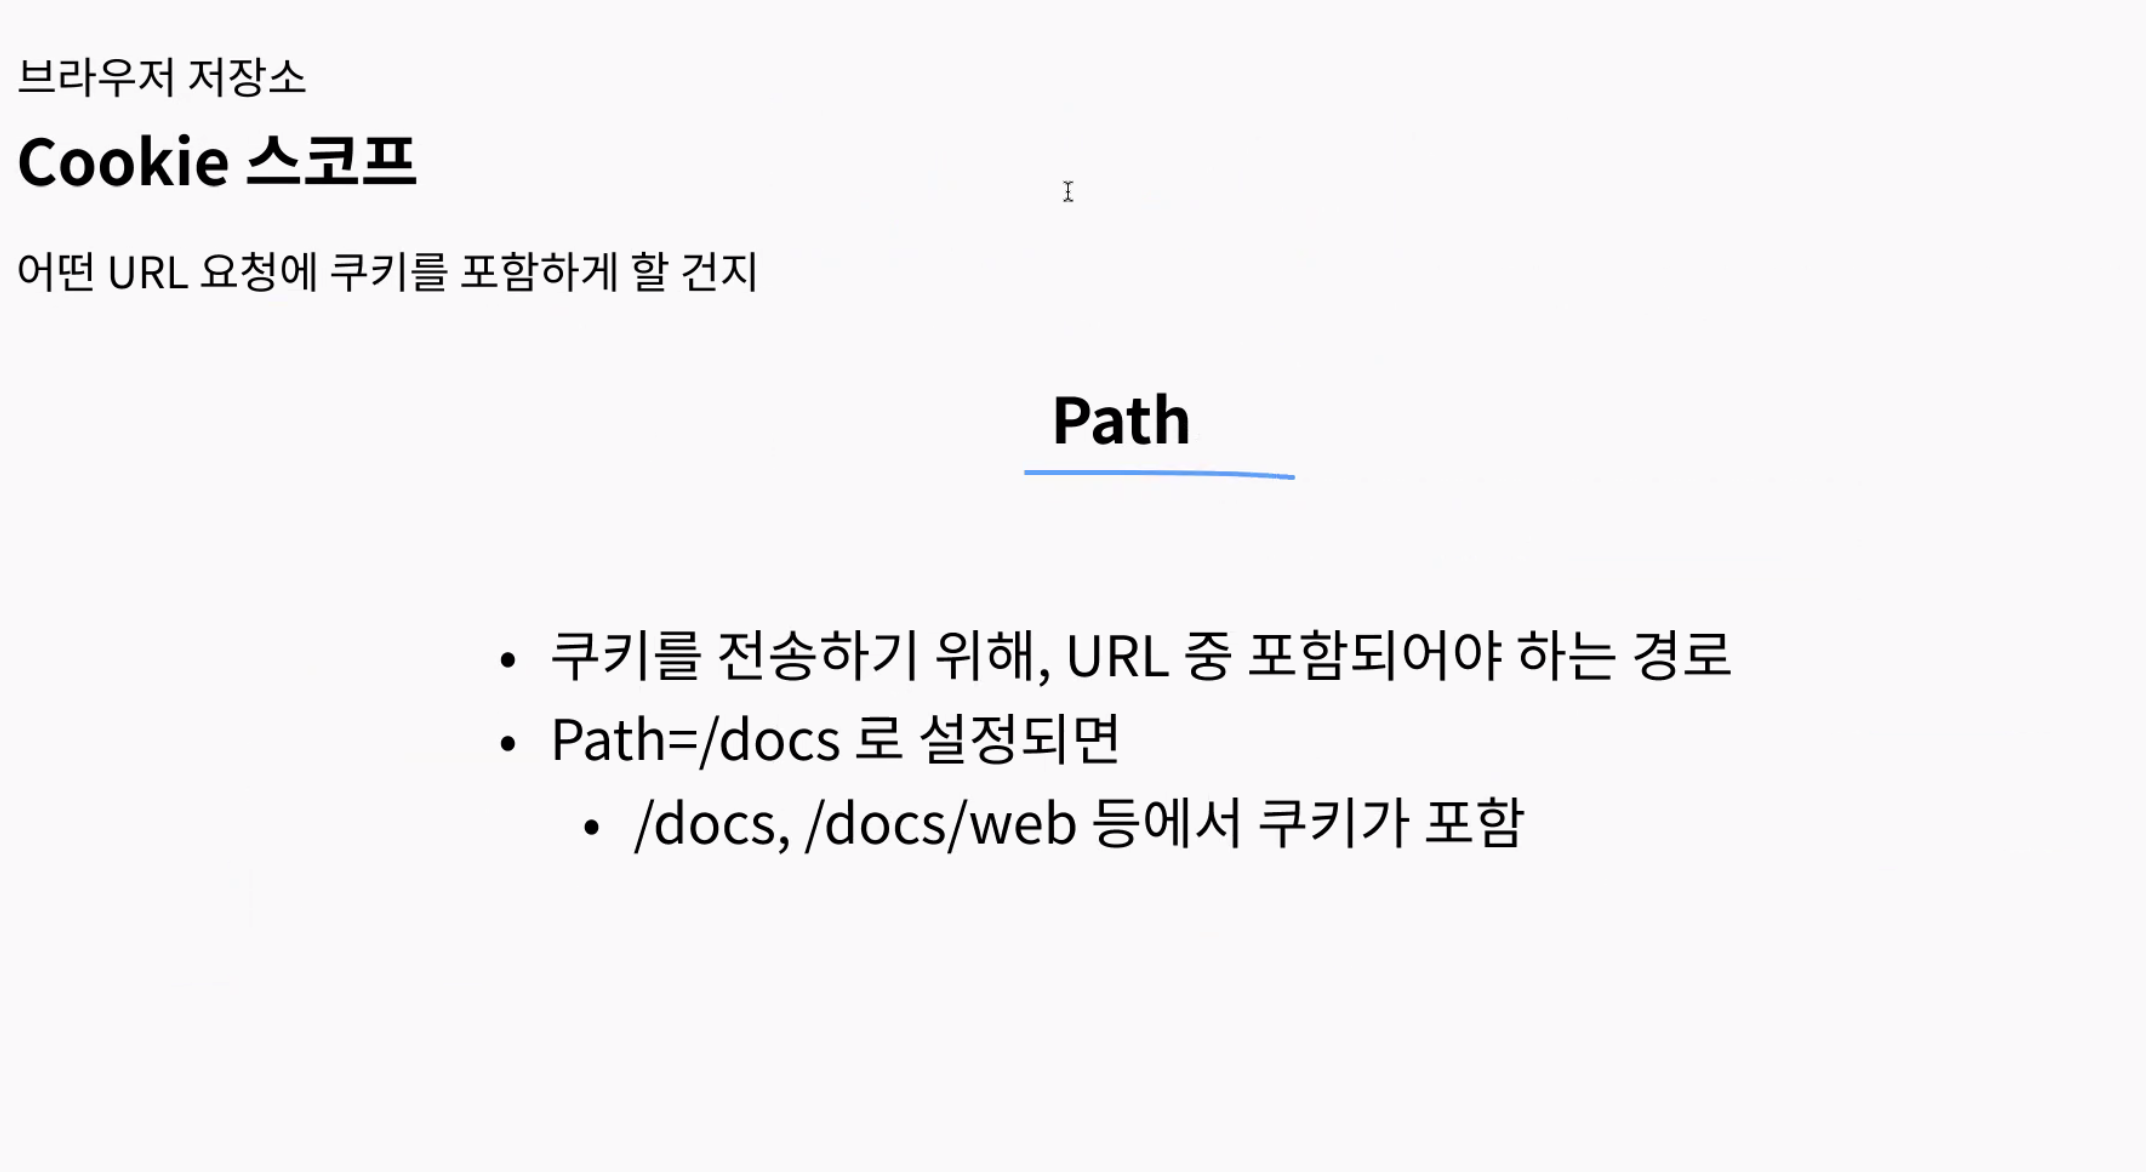 브라우저 저장소
Cookie 스코프
어떤 URL 요청에 쿠키를 포함하게 할 건지
Path
• 쿠키를 전송하기 위해, URL 중 포함되어야 하는 경로
• Path=/docs 로 설정되면
• /docs, /docs/web 등에서 쿠키가 포함